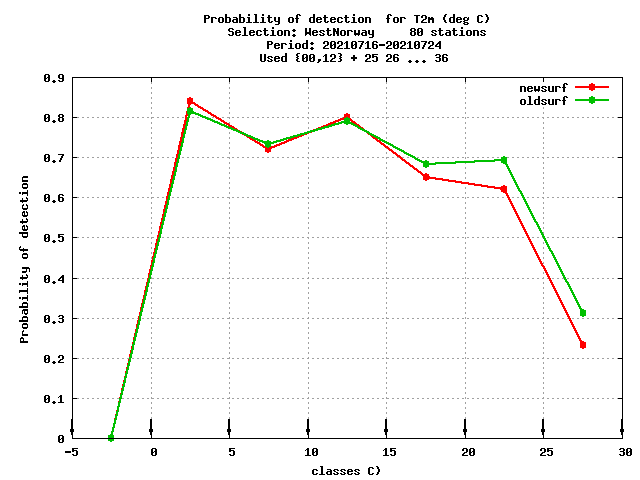 Probability of detection  for T2m (deg C)
Selection: WestNorway     80 stations
Period: 20210716-20210724
Used {00,12} + 25 26 ... 36
newsurf
oldsurf
Probability of detection
0.9
0.8
0.7
0.6
0.5
0.4
0.3
0.2
0.1
0
-5 0 5 10 15 20 25 30
classes C)